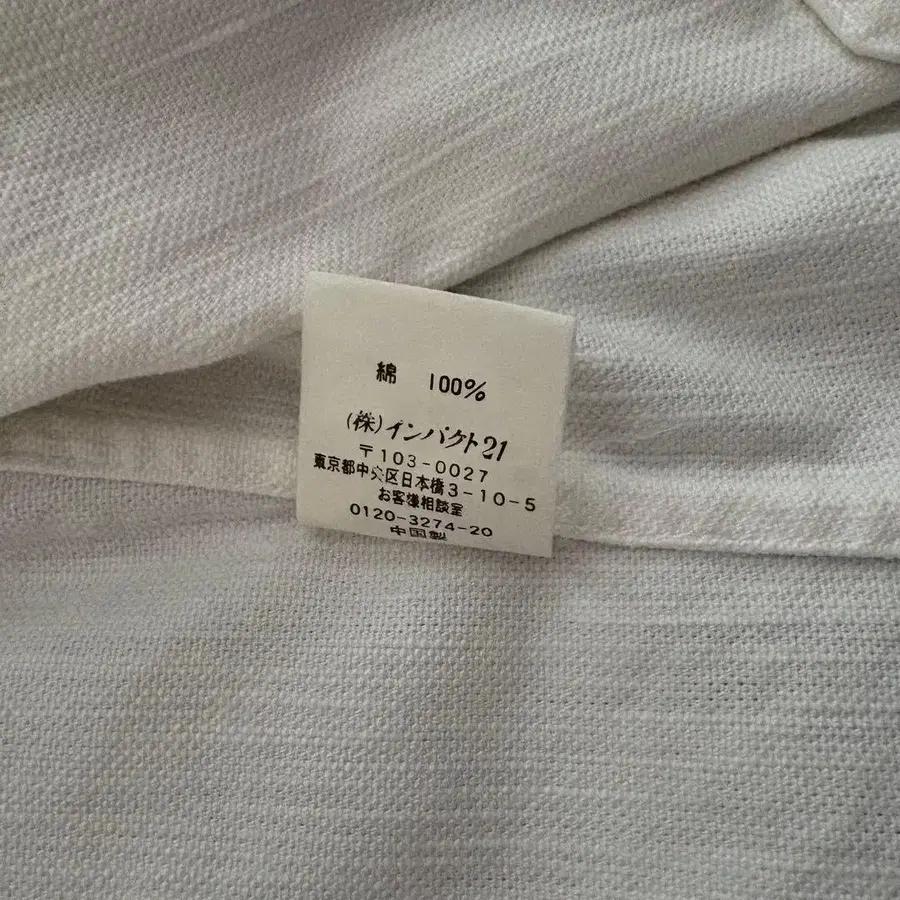 綿 100%
(株)インパクト21
〒103-0027
東京都中央区日本橋3-10-5
お客様相談室
0120-3274-20
中国製